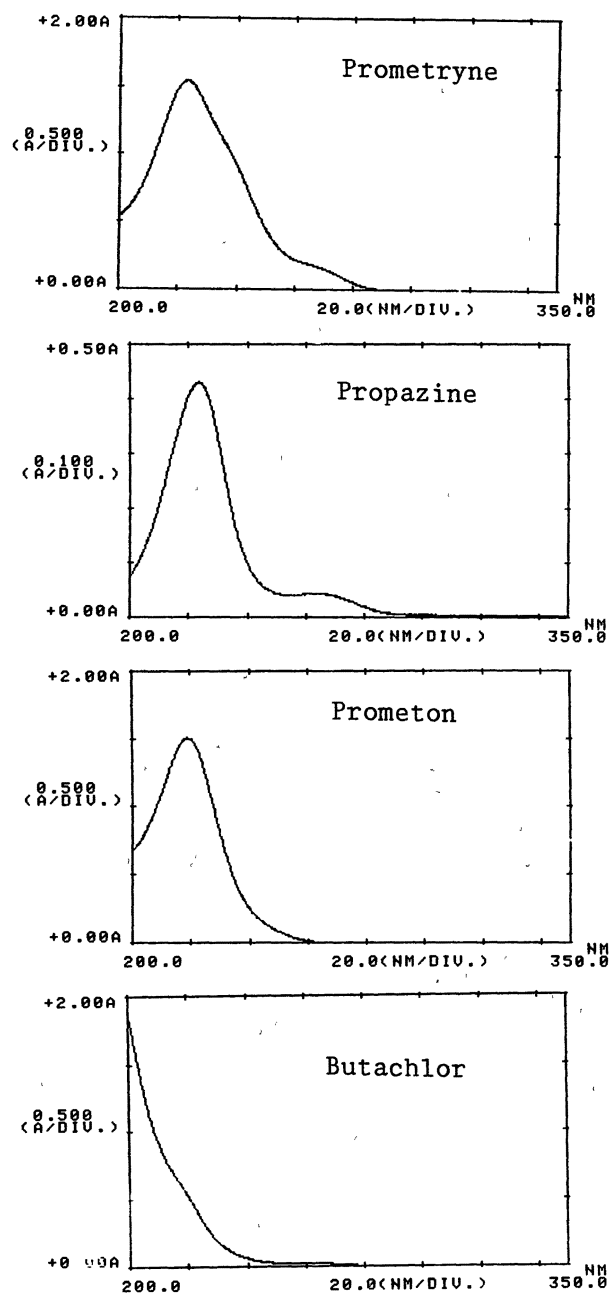 +2.00A
Prometryne
0.500
(A/DIV.)
+0.00A
200.0 20.0(NM/DIV.) 350.0
NM
+0.50A
Propazine
0.100
(A/DIV.)
+0.00A
200.0 20.0(NM/DIV.) 350.0
NM
+2.00A
Prometon
0.500
(A/DIV.)
+0.00A
200.0 20.0(NM/DIV.) 350.0
NM
+2.00A
Butachlor
0.500
(A/DIV.)
200.0 20.0(NM/DIV.) 350.0
NM